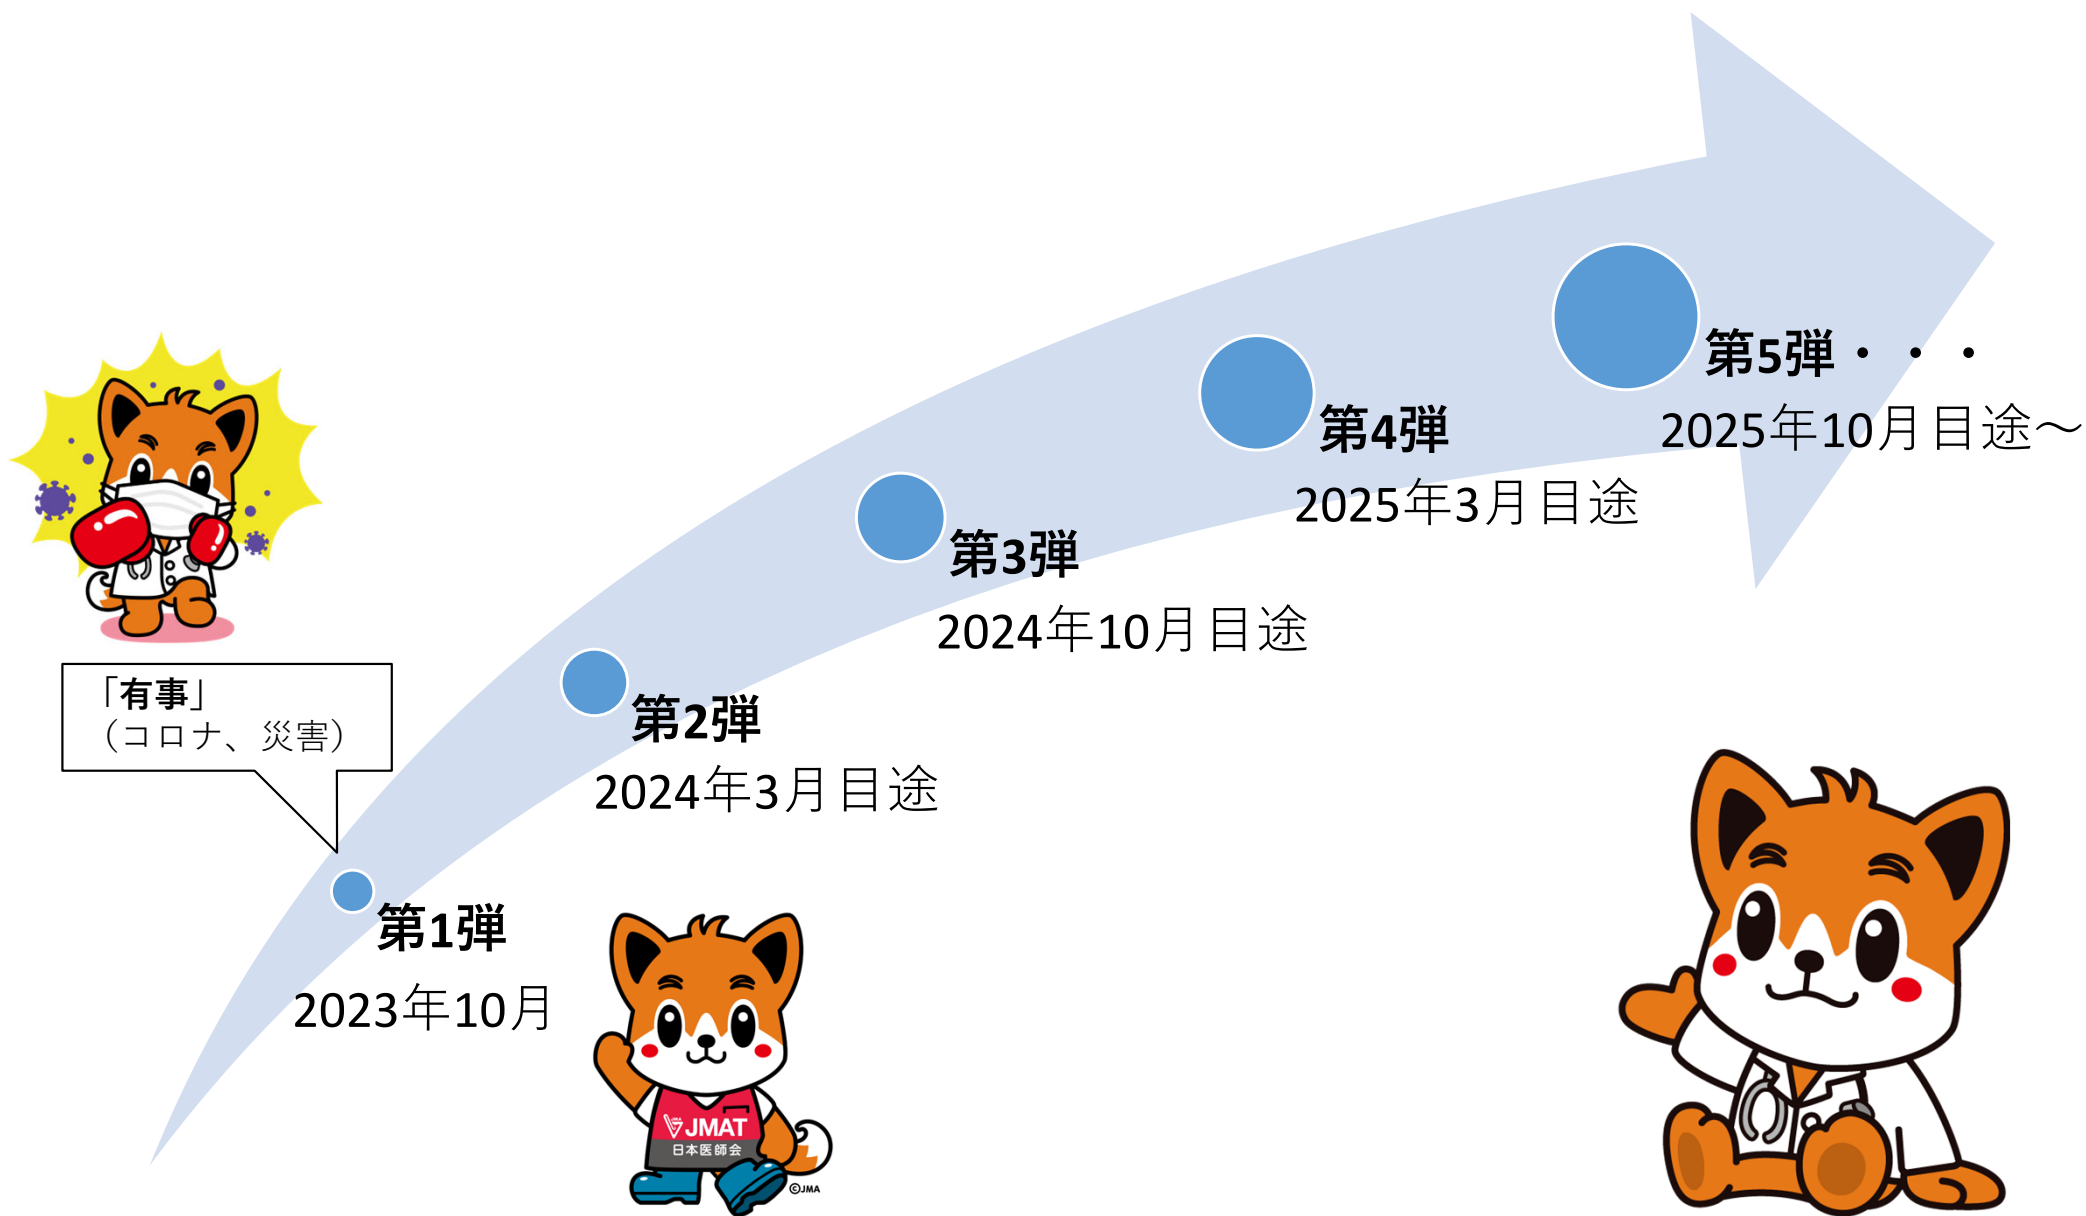 「有事」
（コロナ、災害）
第1弾
2023年10月
第2弾
2024年3月目途
第3弾
2024年10月目途
第4弾
2025年3月目途
第5弾・・・
2025年10月目途～
JMAT
日本医師会
©JMA